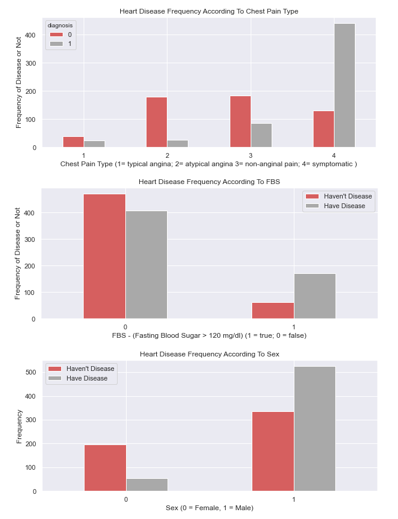 Heart Disease Frequency According To Chest Pain Type
diagnosis
0
1
400
300
200
100
0
Frequency of Disease or Not
1 2 3 4
Chest Pain Type (1= typical angina; 2= atypical angina 3= non-anginal pain; 4= symptomatic )
Heart Disease Frequency According To FBS
Haven't Disease
Have Disease
400
300
200
100
0
Frequency of Disease or Not
0 1
FBS - (Fasting Blood Sugar > 120 mg/dl) (1 = true; 0 = false)
Heart Disease Frequency According To Sex
Haven't Disease
Have Disease
500
400
300
200
100
0
Frequency
0 1
Sex (0 = Female, 1 = Male)